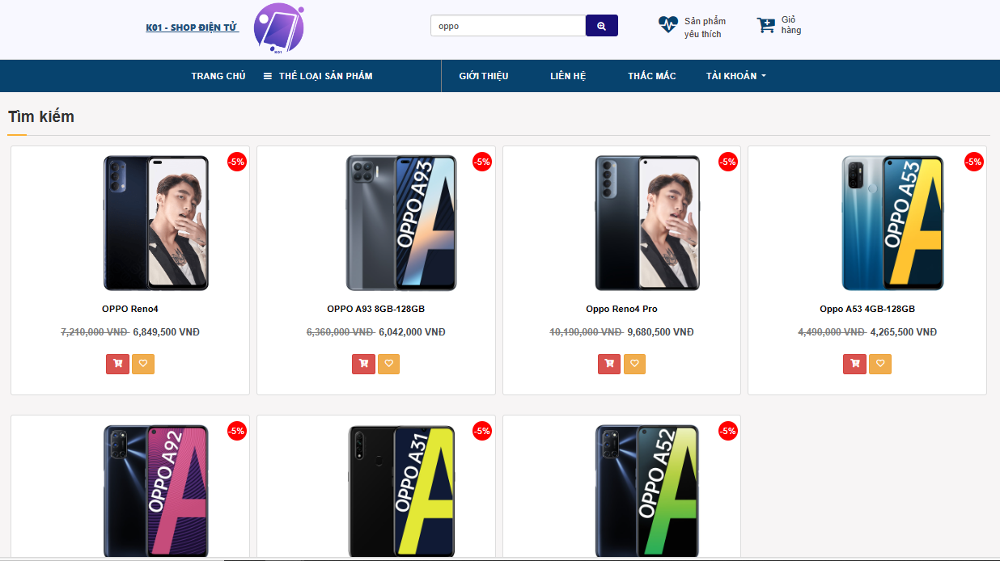 K01 - SHOP ĐIỆN TỬ
K01
oppo
Sản phẩm
yêu thích
Giỏ
hàng
TRANG CHỦ
THỂ LOẠI SẢN PHẨM
GIỚI THIỆU
LIÊN HỆ
THẮC MẮC
TÀI KHOẢN
Tìm kiếm
-5%
OPPO Reno4
7,210,000 VNĐ 6,849,500 VNĐ
-5%
OPPO A93
OPPO A93 8GB-128GB
6,360,000 VNĐ 6,042,000 VNĐ
-5%
Oppo Reno4 Pro
10,190,000 VNĐ 9,680,500 VNĐ
-5%
OPPO A53
Oppo A53 4GB-128GB
4,490,000 VNĐ 4,265,500 VNĐ
-5%
OPPO A92
-5%
OPPO A31
-5%
OPPO A52